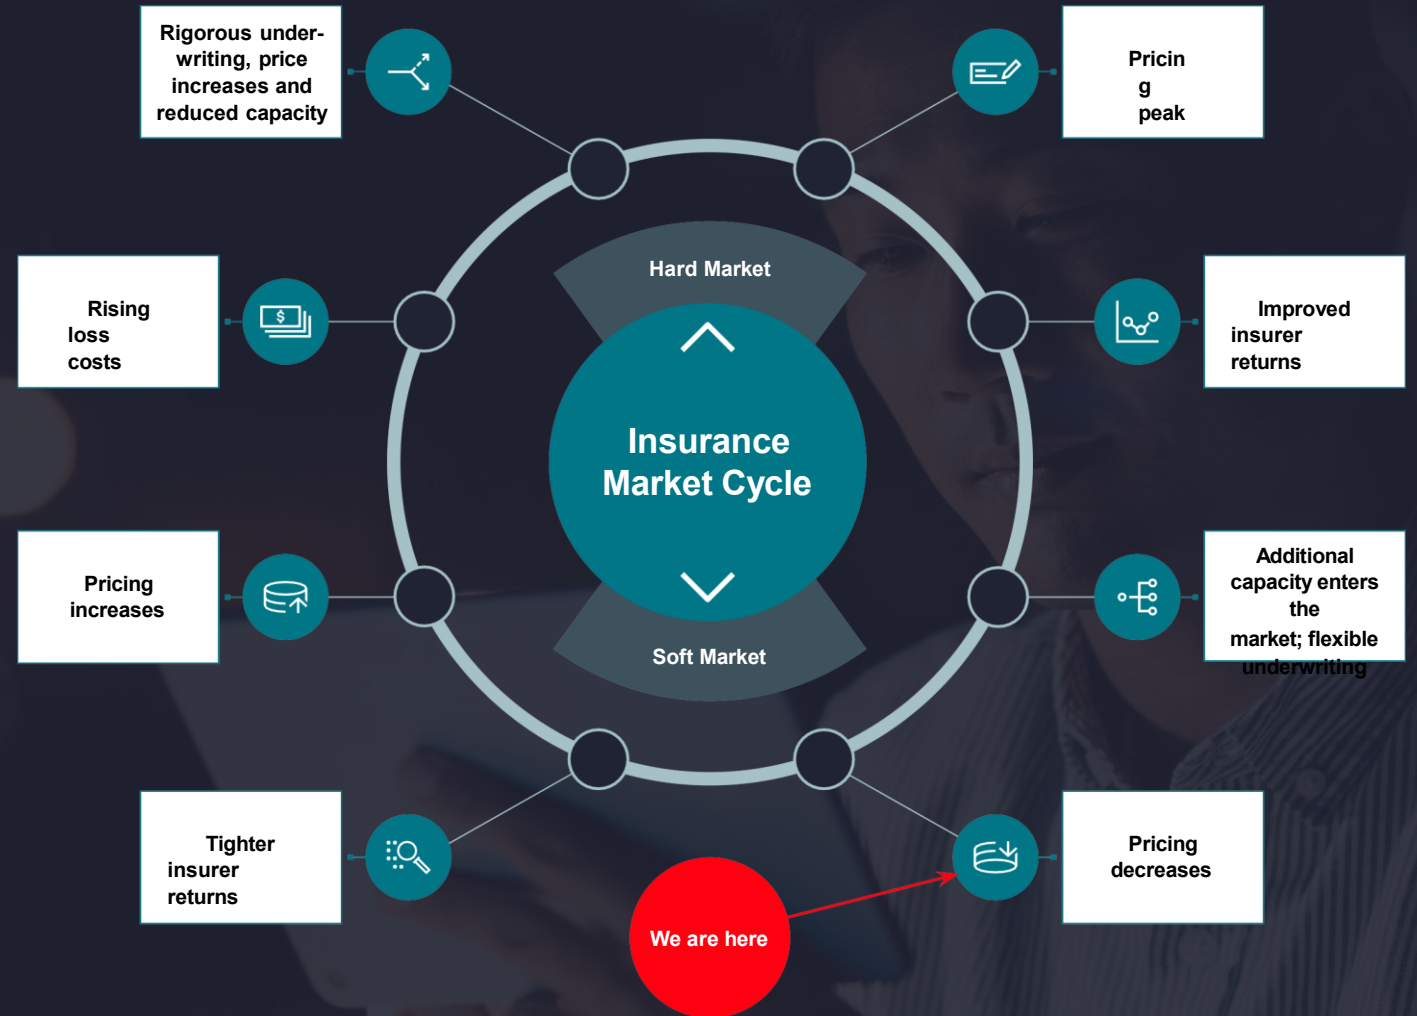 Rigorous under-
writing, price
increases and
reduced capacity
Pricin
g
peak
Hard Market
Rising
loss
costs
$
Improved
insurer
returns
Insurance
Market Cycle
Pricing
increases
Additional
capacity enters
the
market; flexible
underwriting
Soft Market
Tighter
insurer
returns
Pricing
decreases
We are here